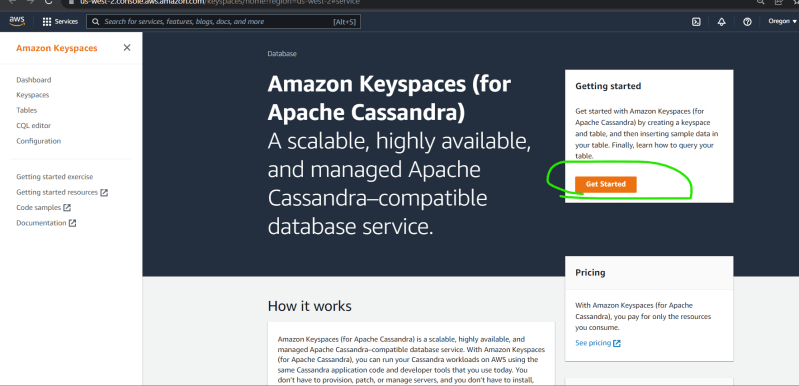 us-west-2.console.aws.amazon.com/keyspaces/home?region=us-west-2#service
aws
Services
Search for services, features, blogs, docs, and more
[Alt+S]
Oregon
Amazon Keyspaces
Dashboard
Keyspaces
Tables
CQL editor
Configuration
Getting started exercise
Getting started resources
Code samples
Documentation
Database
Amazon Keyspaces (for
Apache Cassandra)
A scalable, highly available,
and managed Apache
Cassandra–compatible
database service.
Getting started
Get started with Amazon Keyspaces (for
Apache Cassandra) by creating a keyspace
and table, and then inserting sample data in
your table. Finally, learn how to query your
table.
Get Started
Pricing
With Amazon Keyspaces (for Apache
Cassandra), you pay for only the resources
you consume.
See pricing
How it works
Amazon Keyspaces (for Apache Cassandra) is a scalable, highly available, and
managed Apache Cassandra–compatible database service. With Amazon Keyspaces
(for Apache Cassandra), you can run your Cassandra workloads on AWS using the
same Cassandra application code and developer tools that you use today. You
don't have to provision, patch, or manage servers, and you don't have to install,